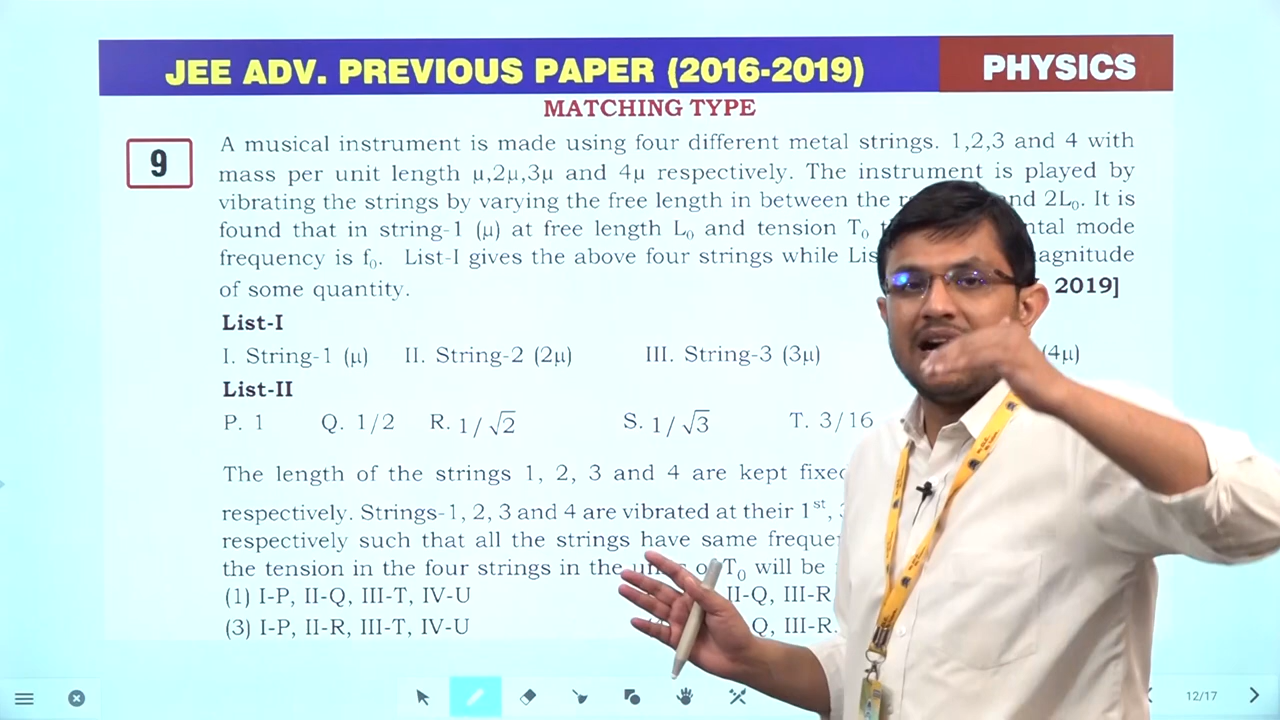 JEE ADV. PREVIOUS PAPER (2016-2019) PHYSICS
MATCHING TYPE
9
A musical instrument is made using four different metal strings. 1,2,3 and 4 with
mass per unit length μ,2μ,3μ and 4μ respectively. The instrument is played by
vibrating the strings by varying the free length in between the nd 2L₀. It is
found that in string-1 (μ) at free length L₀ and tension T₀ ntal mode
frequency is f₀. List-I gives the above four strings while Lis agnitude
of some quantity. 2019]
List-I
I. String-1 (μ) II. String-2 (2μ) III. String-3 (3μ) (4μ)
List-II
P. 1 Q. 1/2 R. 1/√2 S. 1/√3 T. 3/16
The length of the strings 1, 2, 3 and 4 are kept fixed
respectively. Strings-1, 2, 3 and 4 are vibrated at their 1st,
respectively such that all the strings have same freque
the tension in the four strings in the of T₀ will be
(1) I-P, II-Q, III-T, IV-U II-Q, III-R
(3) I-P, II-R, III-T, IV-U Q, III-R.
12/17